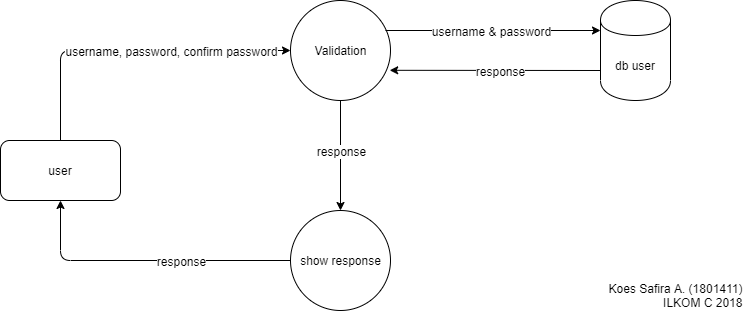 username, password, confirm password
Validation
username & password
db user
response
response
user
show response
response
Koes Safira A. (1801411)
ILKOM C 2018